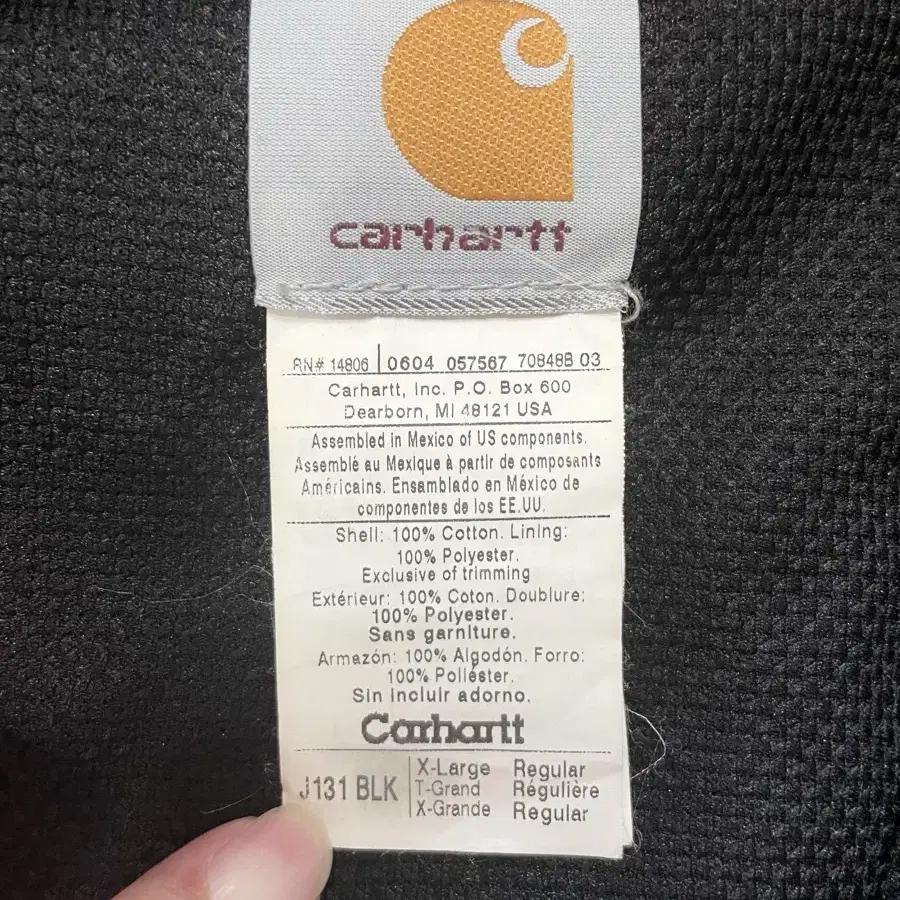 carhartt
RN# 14806 0604 057567 70848B 03
Carhartt, Inc. P.O. Box 600
Dearborn, MI 48121 USA
Assembled in Mexico of US components.
Assemblé au Mexique à partir de composants
Américains. Ensamblado en México de
componentes de los EE.UU.
Shell: 100% Cotton. Lining:
100% Polyester.
Exclusive of trimming
Extérieur: 100% Coton. Doublure:
100% Polyester.
Sans garniture.
Armazón: 100% Algodón. Forro:
100% Poliéster.
Sin incluir adorno.
Carhartt
J131 BLK
X-Large Regular
T-Grand Régulière
X-Grande Regular